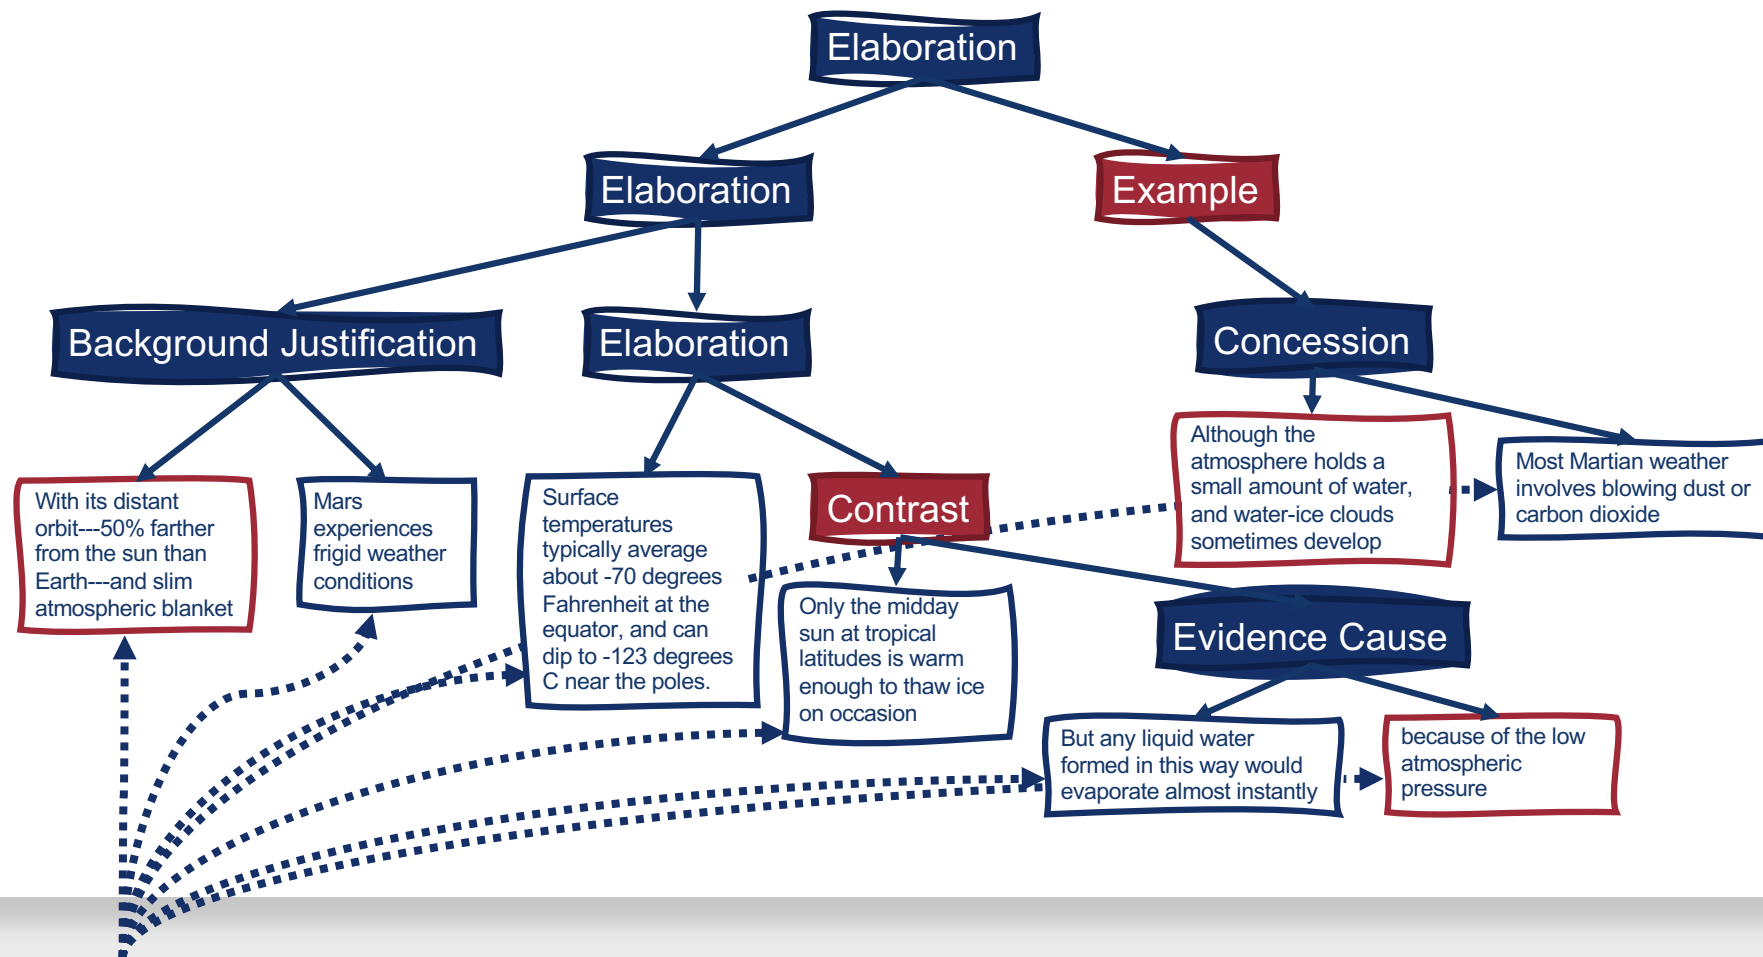 Elaboration
Elaboration
Example
Background Justification
Elaboration
Concession
With its distant
orbit---50% farther
from the sun than
Earth---and slim
atmospheric blanket
Mars
experiences
frigid weather
conditions
Surface
temperatures
typically average
about -70 degrees
Fahrenheit at the
equator, and can
dip to -123 degrees
C near the poles.
Contrast
Although the
atmosphere holds a
small amount of water,
and water-ice clouds
sometimes develop
Most Martian weather
involves blowing dust or
carbon dioxide
Only the midday
sun at tropical
latitudes is warm
enough to thaw ice
on occasion
Evidence Cause
But any liquid water
formed in this way would
evaporate almost instantly
because of the low
atmospheric
pressure